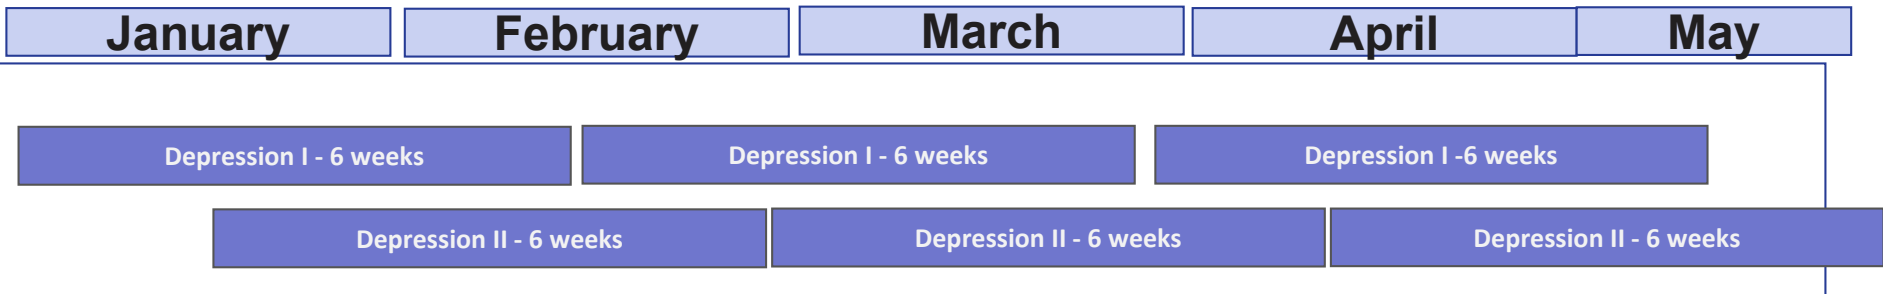 January February March April May
Depression I - 6 weeks Depression I - 6 weeks Depression I -6 weeks
Depression II - 6 weeks Depression II - 6 weeks Depression II - 6 weeks